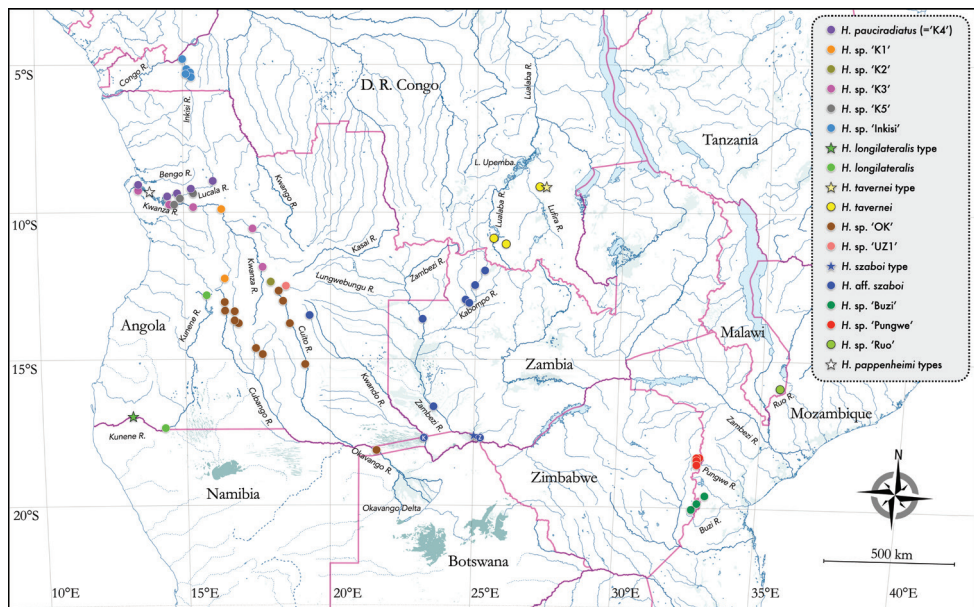 H. pauciradiatus (='K4')
H. sp. 'K1'
H. sp. 'K2'
H. sp. 'K3'
H. sp. 'K5'
H. sp. 'Inkisi'
H. longilateralis type
H. longilateralis
H. tavernei type
H. tavernei
H. sp. 'OK'
H. sp. 'UZ1'
H. szaboi type
H. aff. szaboi
H. sp. 'Buzi'
H. sp. 'Pungwe'
H. sp. 'Ruo'
H. pappenheimi types
5°S
10°S
15°S
20°S
10°E
15°E
20°E
25°E
30°E
35°E
40°E
Congo R.
Inkisi R.
D. R. Congo
Lualaba R.
Tanzania
L. Upemba
Bengo R.
Lucala R.
Kwanza R.
Kwango R.
Kasai R.
Lualaba R.
Lufira R.
Kwanza R.
Lungwebungu R.
Zambezi R.
Kabompo R.
Angola
Kunene R.
Cuito R.
Malawi
Zambia
Kwando R.
Cubango R.
Zambezi R.
Ruo R.
Mozambique
Zambezi R.
Kunene R.
K
Z
Okavango R.
Namibia
Zimbabwe
Pungwe R.
Okavango Delta
Buzi R.
Botswana
N
500 km